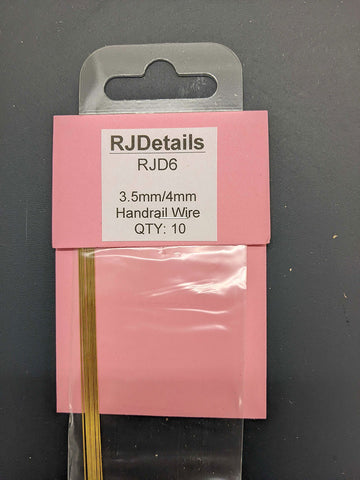 RJDetails
RJD6
3.5mm/4mm
Handrail Wire
QTY: 10